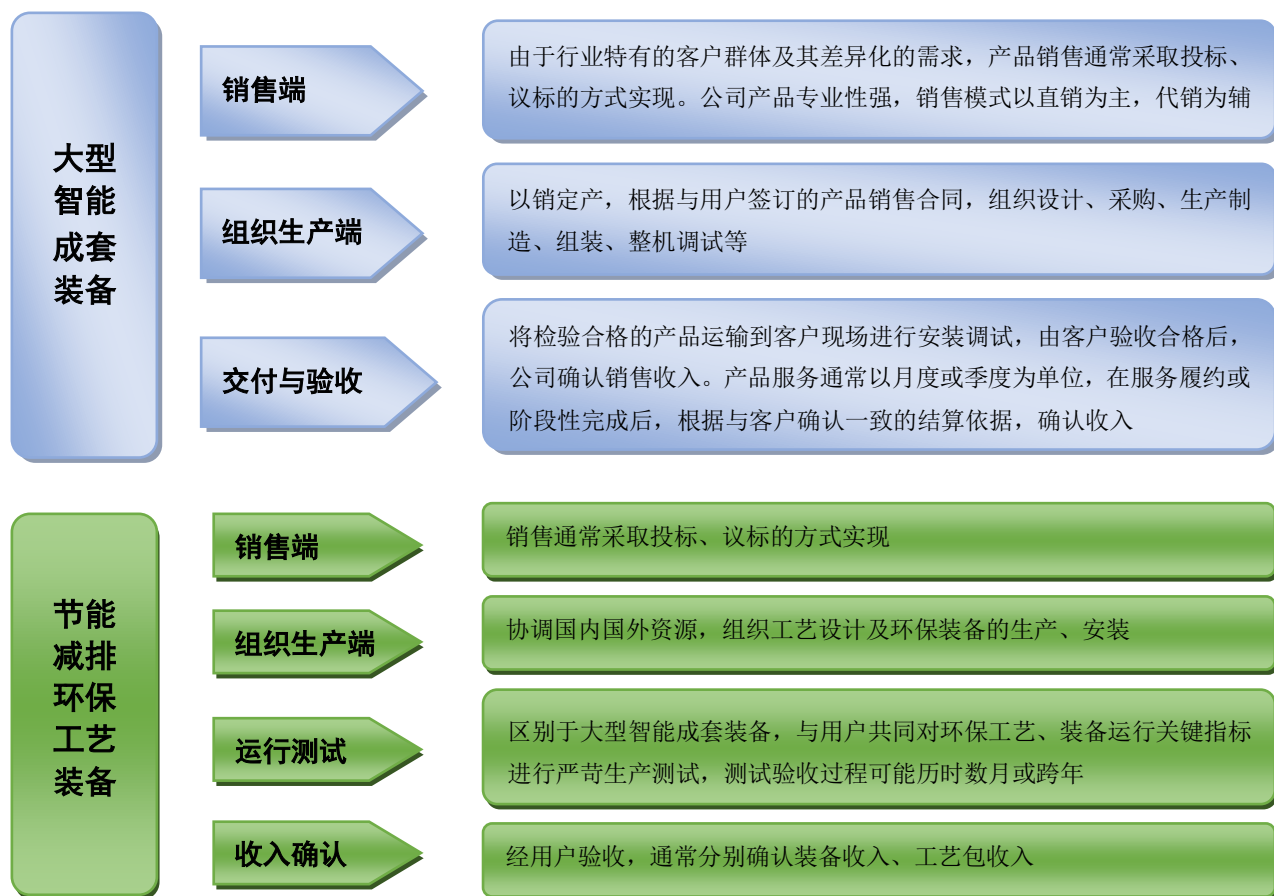 大型
智能
成套
装备
销售端
由于行业特有的客户群体及其差异化的需求，产品销售通常采取投标、
议标的方式实现。公司产品专业性强，销售模式以直销为主，代销为辅
组织生产端
以销定产，根据与用户签订的产品销售合同，组织设计、采购、生产制
造、组装、整机调试等
交付与验收
将检验合格的产品运输到客户现场进行安装调试，由客户验收合格后，
公司确认销售收入。产品服务通常以月度或季度为单位，在服务履约或
阶段性完成后，根据与客户确认一致的结算依据，确认收入
节能
减排
环保
工艺
装备
销售端
销售通常采取投标、议标的方式实现
组织生产端
协调国内国外资源，组织工艺设计及环保装备的生产、安装
运行测试
区别于大型智能成套装备，与用户共同对环保工艺、装备运行关键指标
进行严苛生产测试，测试验收过程可能历时数月或跨年
收入确认
经用户验收，通常分别确认装备收入、工艺包收入